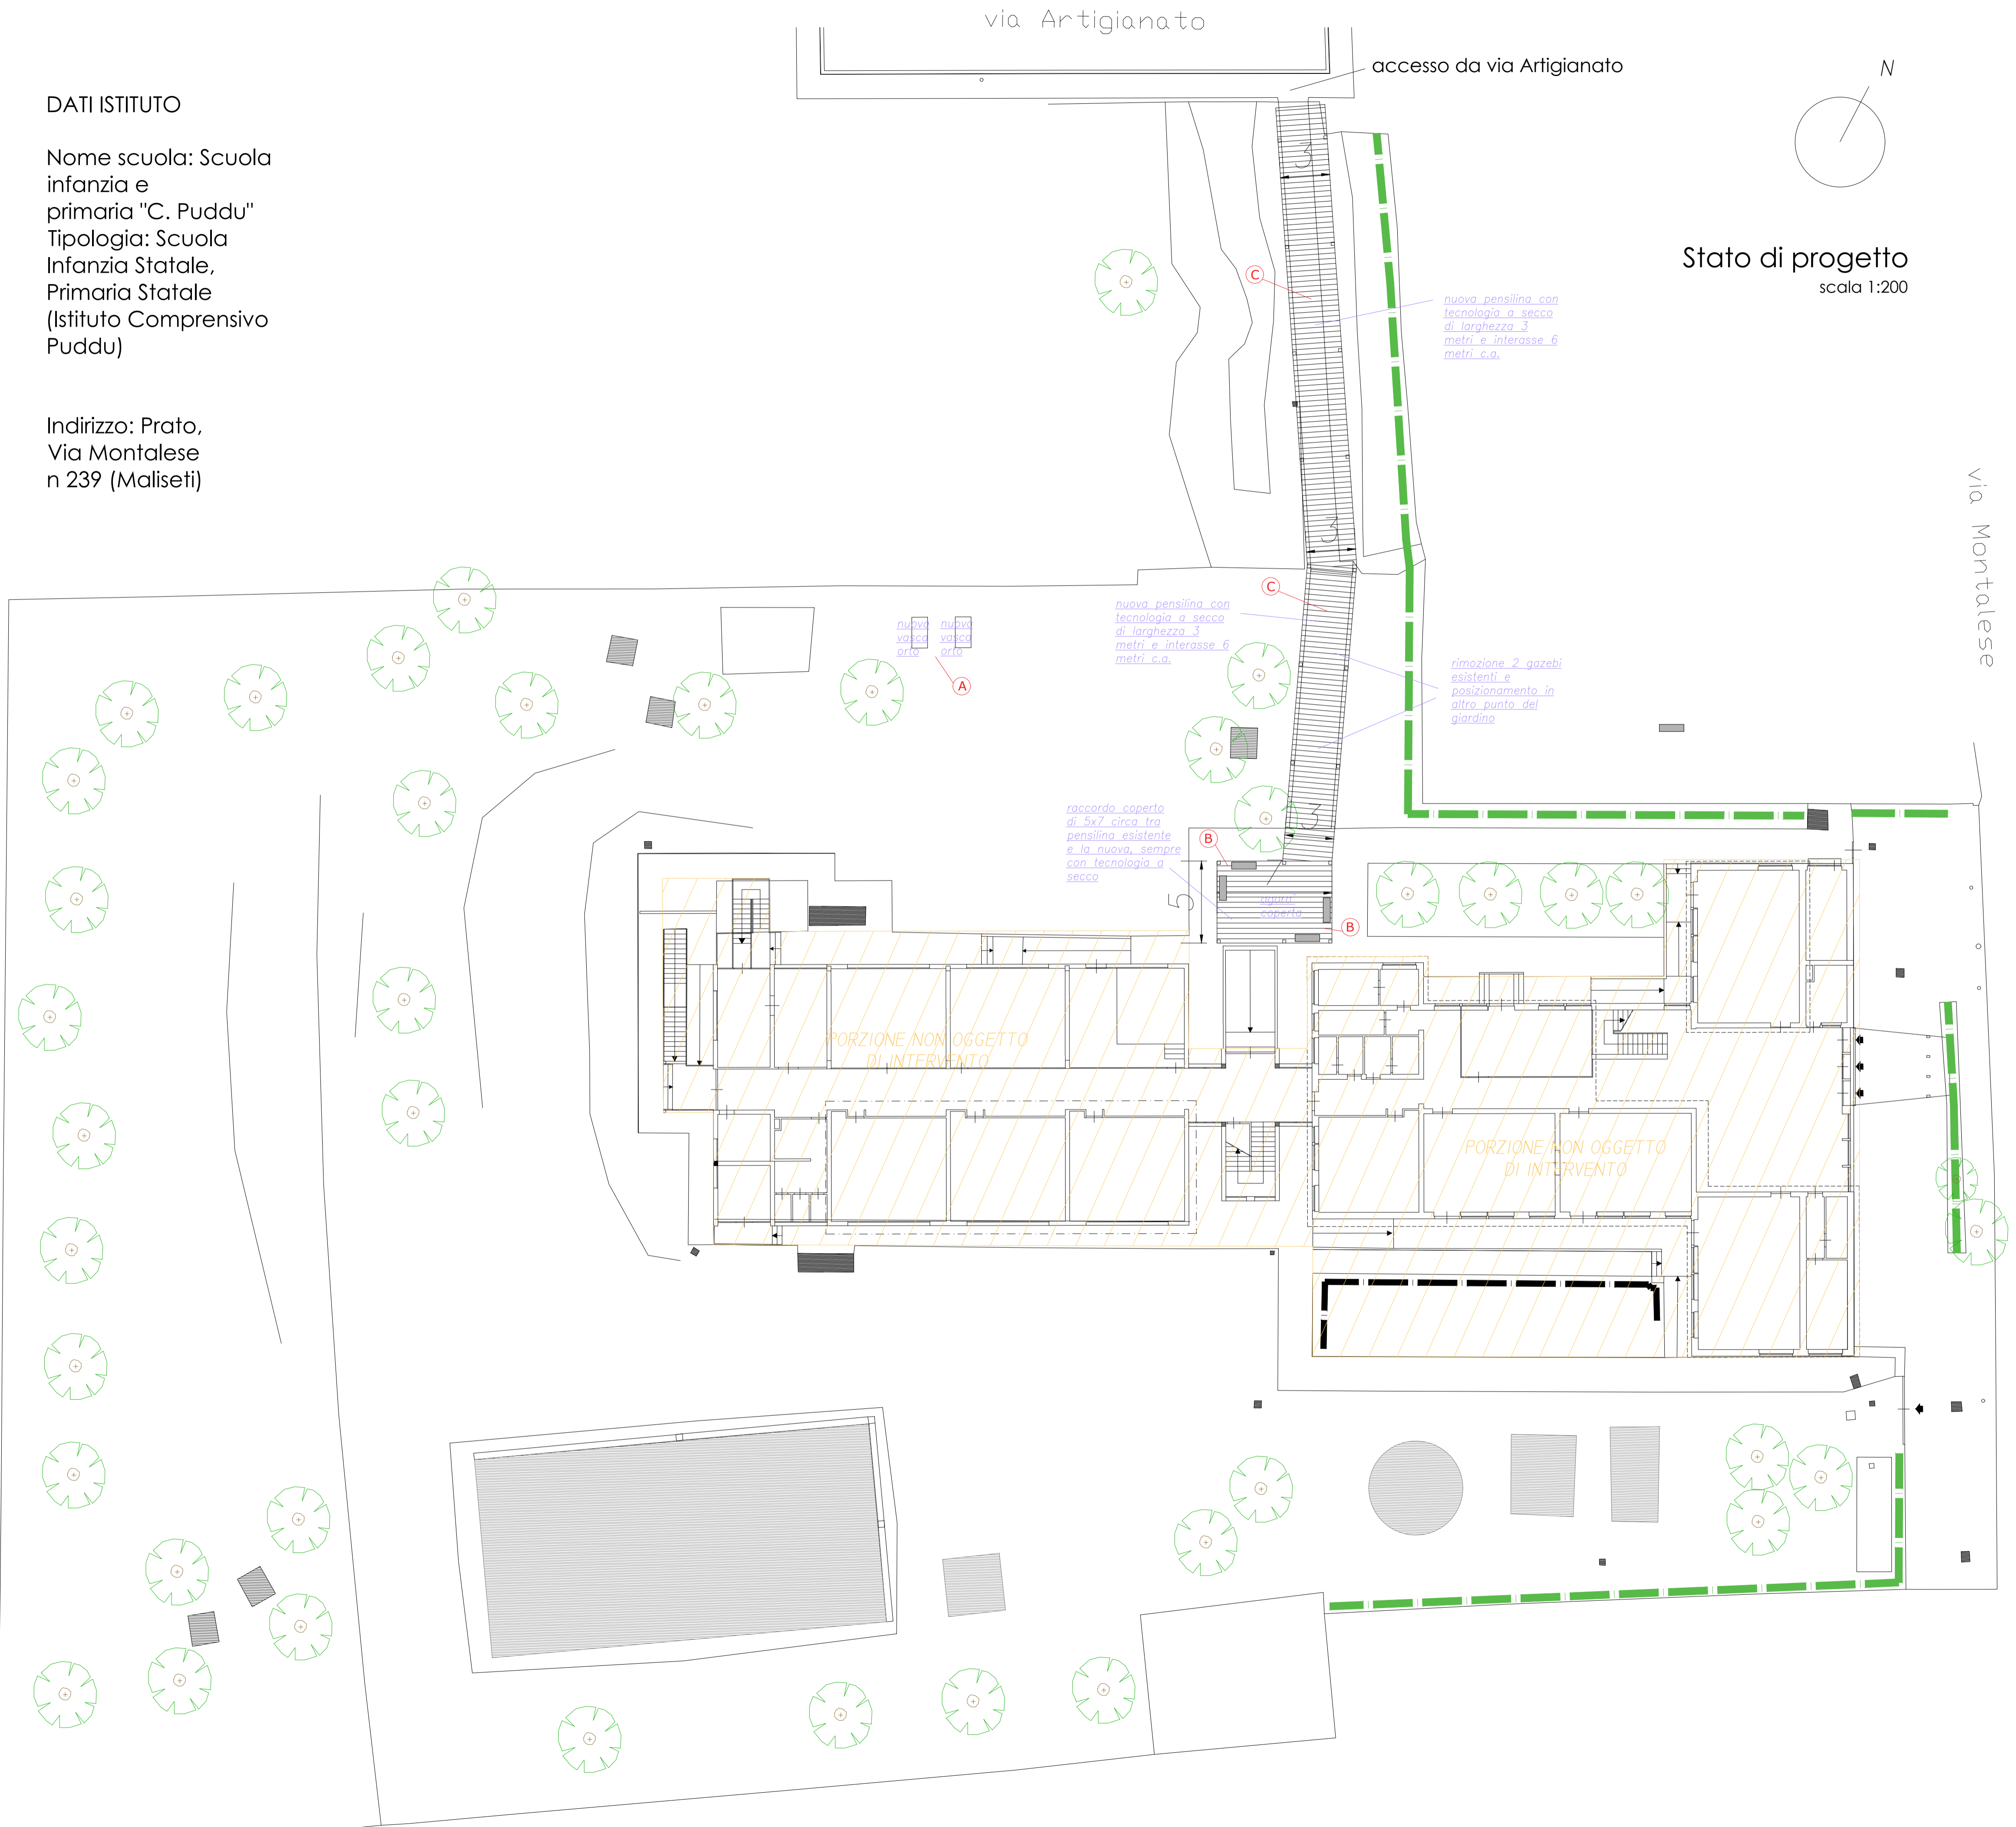 via Artigianato
accesso da via Artigianato
N
DATI ISTITUTO
Nome scuola: Scuola
infanzia e
primaria "C. Puddu"
Tipologia: Scuola
Infanzia Statale,
Primaria Statale
(Istituto Comprensivo
Puddu)
Indirizzo: Prato,
Via Montalese
n 239 (Maliseti)
Stato di progetto
scala 1:200
3
C
nuova pensilina con
tecnologia a secco
di larghezza 3
metri e interasse 6
metri c.a.
via Montalese
3
C
nuova pensilina con
tecnologia a secco
di larghezza 3
metri e interasse 6
metri c.a.
nuova
vasca
orto
nuova
vasca
orto
A
rimozione 2 gazebi
esistenti e
posizionamento in
altro punto del
giardino
raccordo coperto
di 5x7 circa tra
pensilina esistente
e la nuova, sempre
con tecnologia a
secco
3
B
5
agorà
coperta
B
PORZIONE NON OGGETTO
DI INTERVENTO
PORZIONE NON OGGETTO
DI INTERVENTO